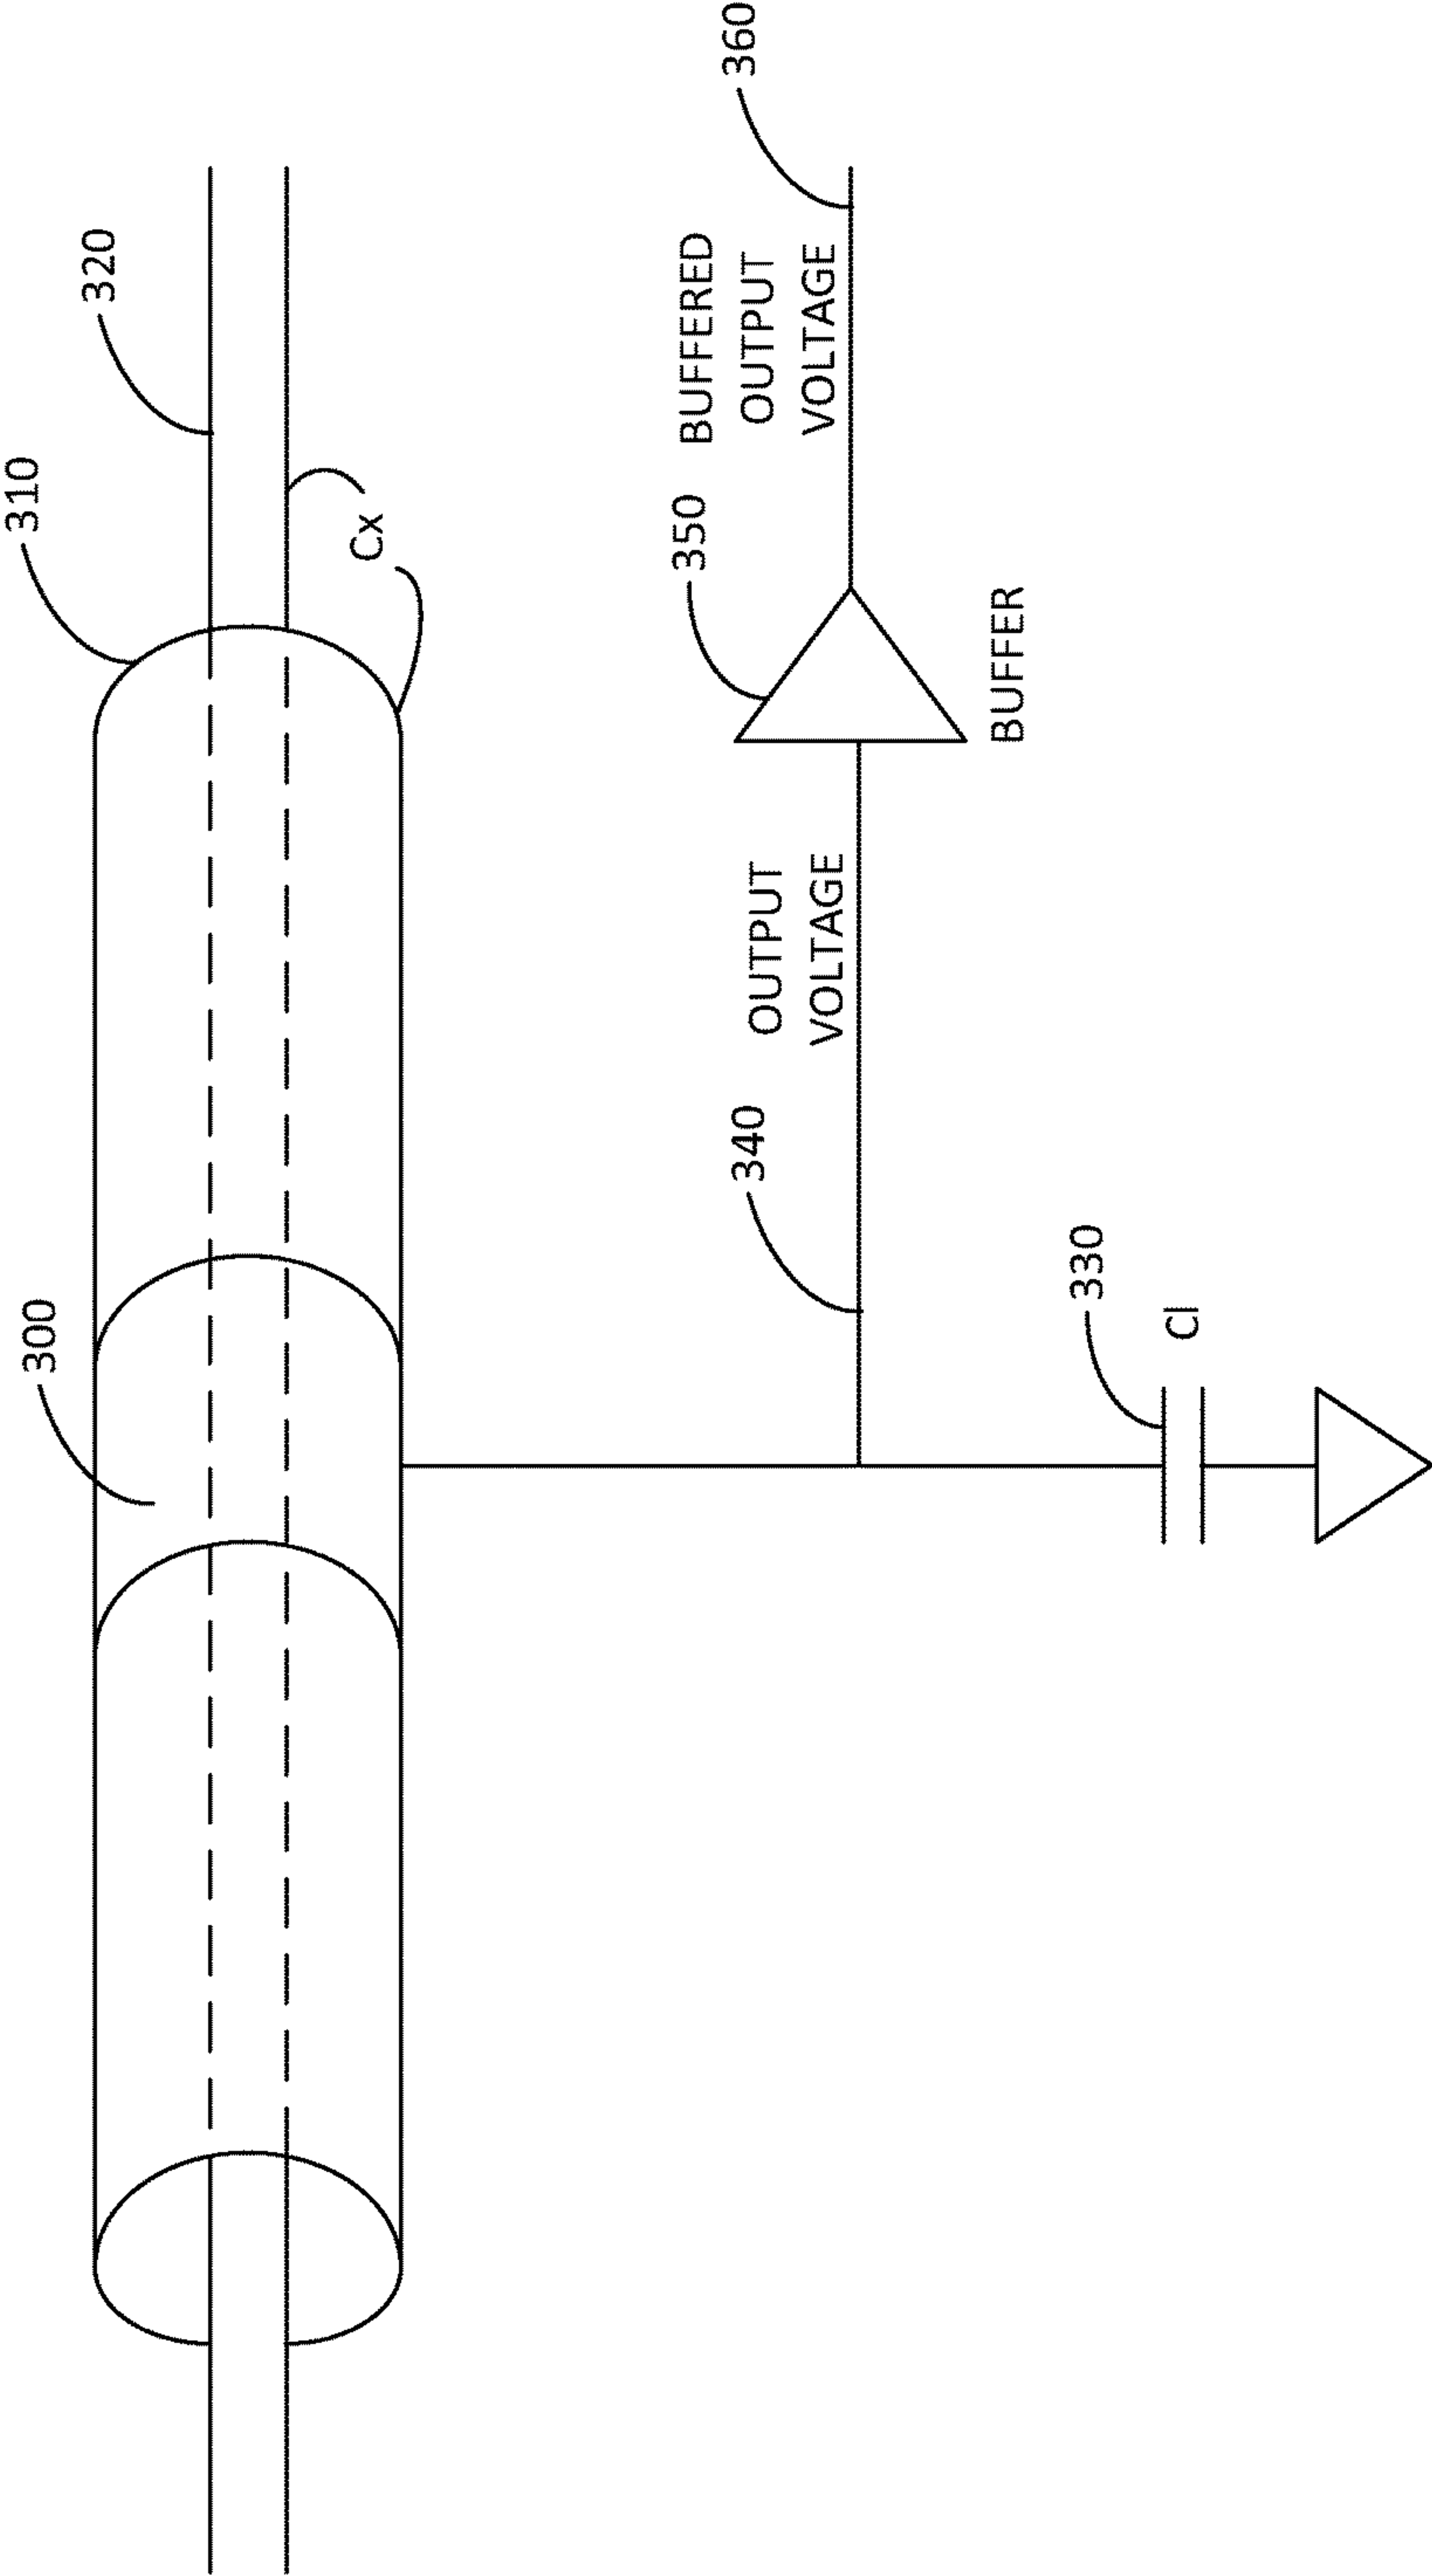 310
320
360
300
Cx
350
BUFFERED
OUTPUT
VOLTAGE
340
OUTPUT
VOLTAGE
BUFFER
330
Cl